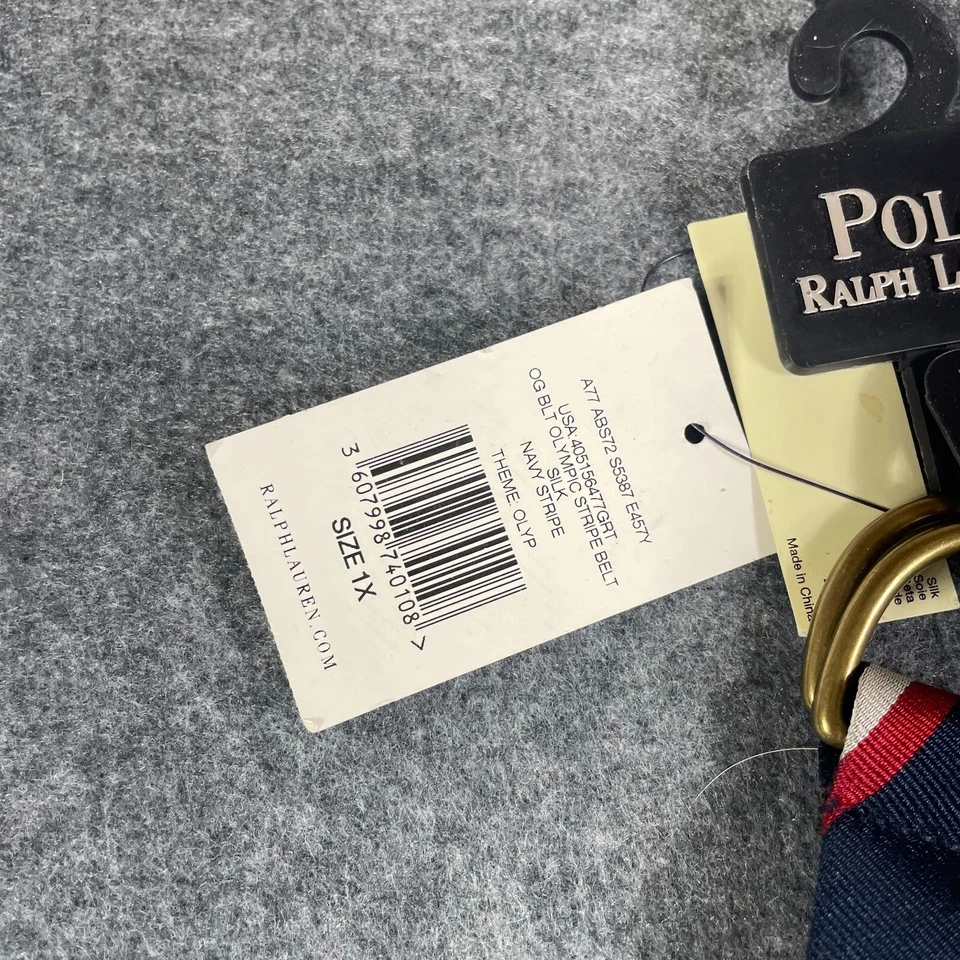 POL
RALPH L
A77 ABS72 S5387 E457Y
USA:405156477GRT
OG BLT OLYMPIC STRIPE BELT
SILK
NAVY STRIPE
THEME: OLYP
3 607998 740108 >
SIZE 1X
RALPHLAUREN.COM
Made in China
Silk
Soie